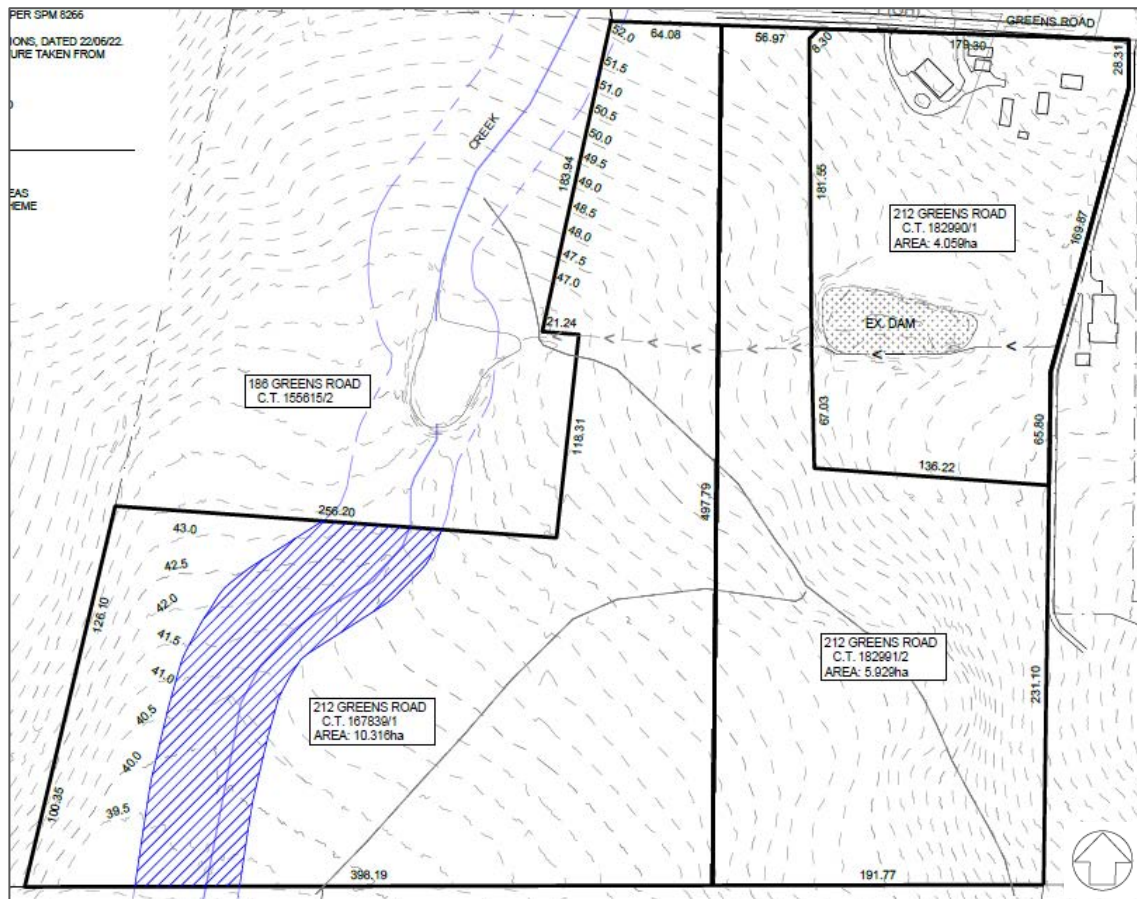 PER SPM 8266
IONS, DATED 22/06/22.
URE TAKEN FROM
EAS
HEME
GREENS ROAD
52.0
64.08
56.97
8.30
179.30
28.31
51.5
51.0
50.5
50.0
49.5
49.0
48.5
48.0
47.5
47.0
CREEK
183.94
181.55
169.87
212 GREENS ROAD
C.T. 182990/1
AREA: 4.059ha
21.24
EX. DAM
186 GREENS ROAD
C.T. 155615/2
118.31
67.03
65.80
136.22
497.79
256.20
43.0
42.5
42.0
41.5
41.0
40.5
40.0
39.5
126.10
100.35
212 GREENS ROAD
C.T. 182991/2
AREA: 5.929ha
231.10
212 GREENS ROAD
C.T. 167839/1
AREA: 10.316ha
398.19
191.77